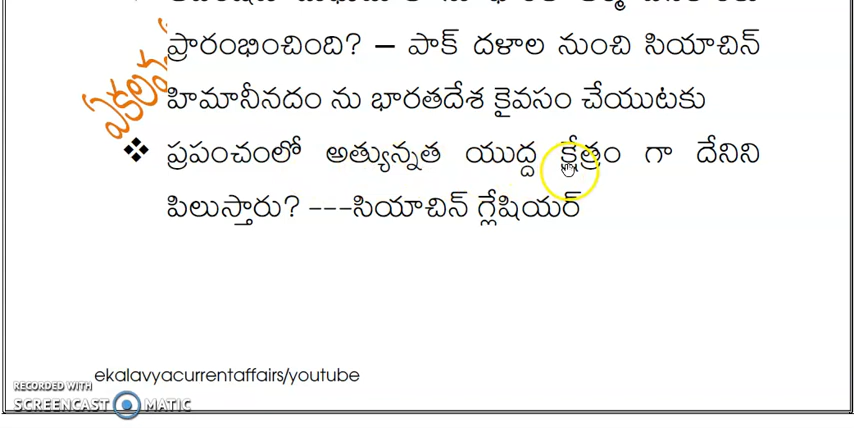 ప్రారంభించింది? – పాక్ దళాల నుంచి సియాచిన్
హిమానీనదం ను భారతదేశ కైవసం చేయుటకు
❖ ప్రపంచంలో అత్యున్నత యుద్ద క్షేత్రం గా దేనిని
పిలుస్తారు? ---సియాచిన్ గ్లేషియర్
ekalavyacurrentaffairs/youtube
RECORDED WITH
SCREENCAST MATIC